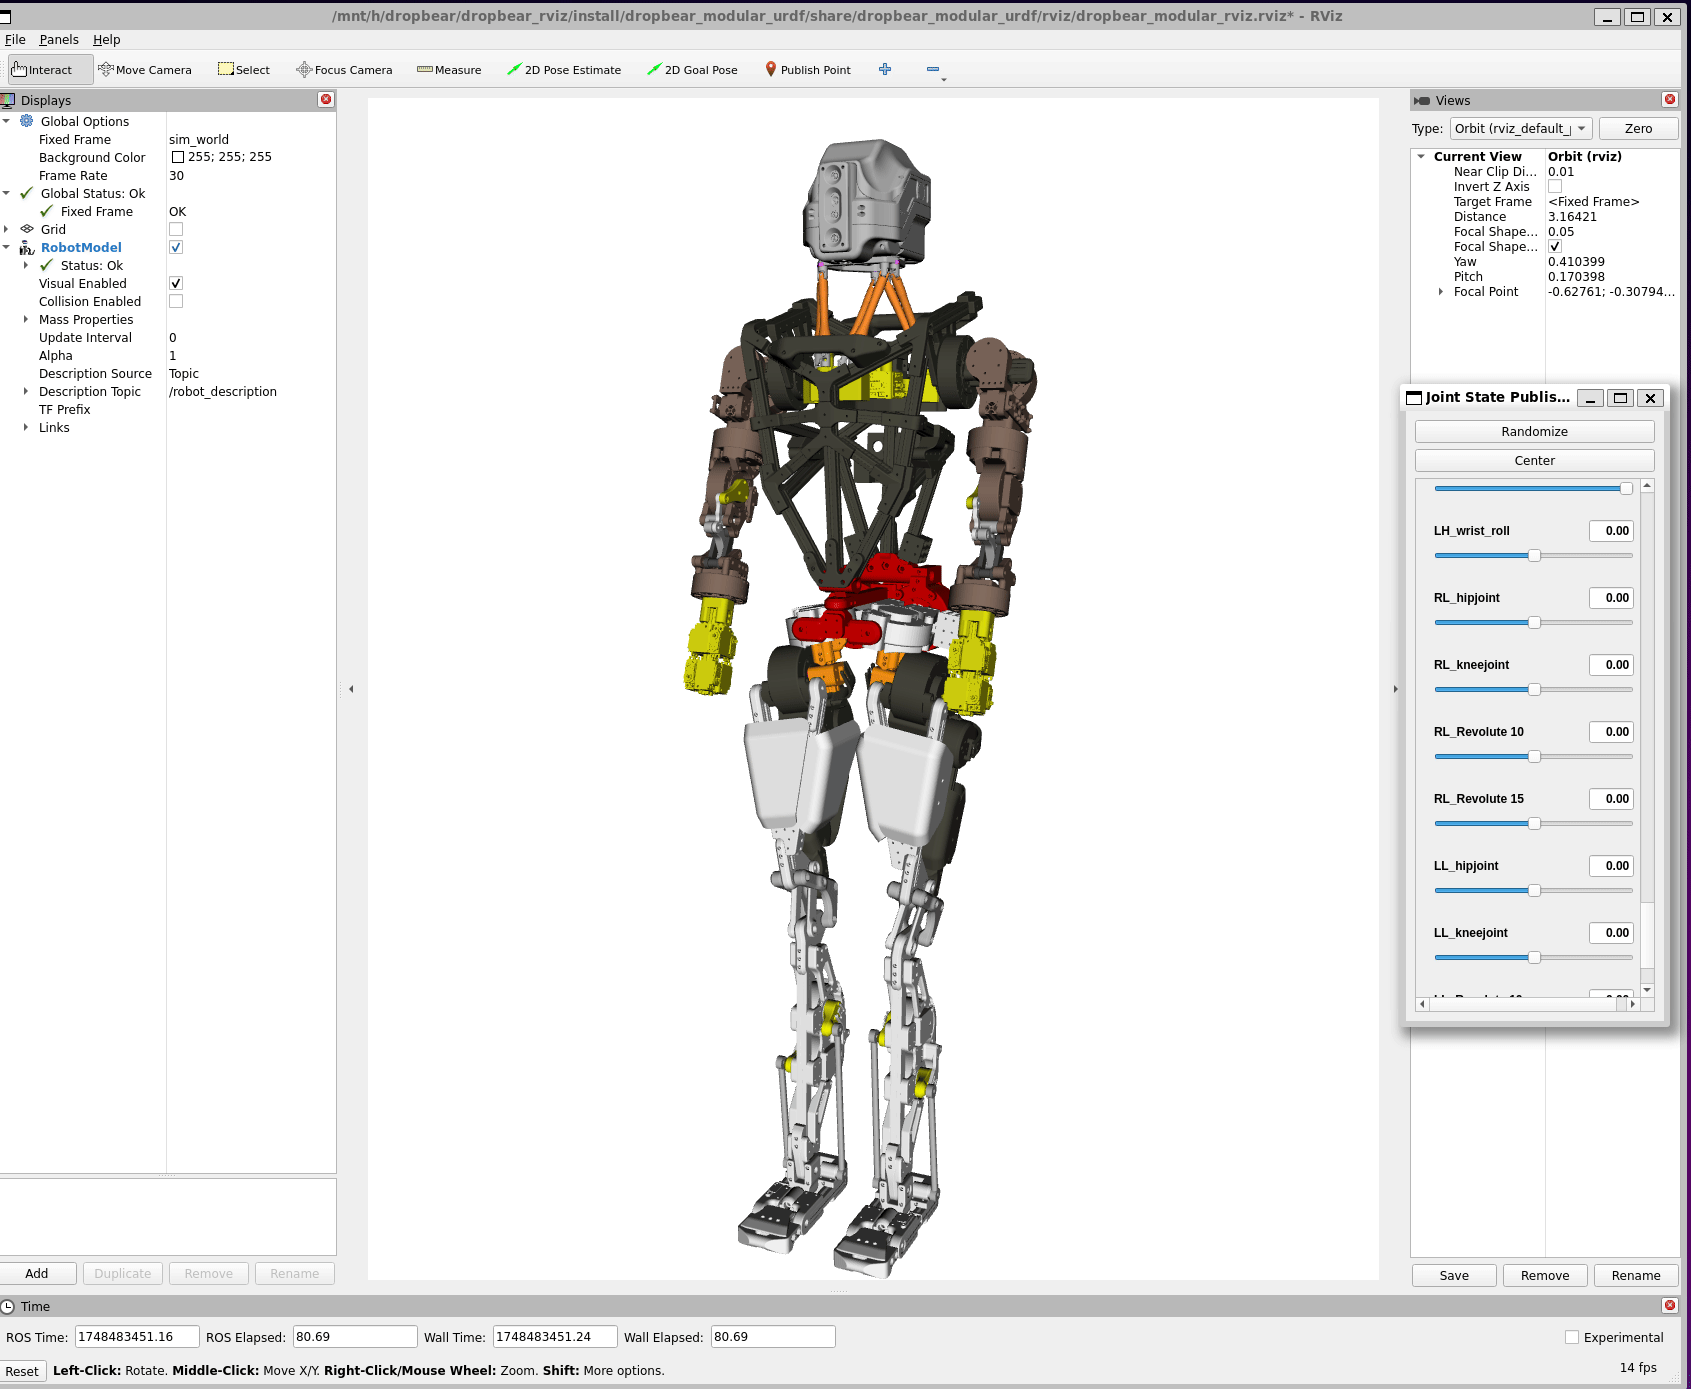 /mnt/h/dropbear/dropbear_rviz/install/dropbear_modular_urdf/share/dropbear_modular_urdf/rviz/dropbear_modular_rviz.rviz* - RViz
File Panels Help
Interact Move Camera Select Focus Camera Measure 2D Pose Estimate 2D Goal Pose Publish Point
Displays
Global Options
Fixed Frame sim_world
Background Color 255; 255; 255
Frame Rate 30
Global Status: Ok
Fixed Frame OK
Grid
RobotModel
Status: Ok
Visual Enabled
Collision Enabled
Mass Properties
Update Interval 0
Alpha 1
Description Source Topic
Description Topic /robot_description
TF Prefix
Links
Add Duplicate Remove Rename
Views
Type: Orbit (rviz_default_ Zero
Current View Orbit (rviz)
Near Clip Di... 0.01
Invert Z Axis
Target Frame <Fixed Frame>
Distance 3.16421
Focal Shape... 0.05
Focal Shape...
Yaw 0.410399
Pitch 0.170398
Focal Point -0.62761; -0.30794...
Joint State Publis...
Randomize
Center
LH_wrist_roll 0.00
RL_hipjoint 0.00
RL_kneejoint 0.00
RL_Revolute 10 0.00
RL_Revolute 15 0.00
LL_hipjoint 0.00
LL_kneejoint 0.00
Save Remove Rename
Time
ROS Time: 1748483451.16 ROS Elapsed: 80.69 Wall Time: 1748483451.24 Wall Elapsed: 80.69 Experimental
Reset Left-Click: Rotate. Middle-Click: Move X/Y. Right-Click/Mouse Wheel: Zoom. Shift: More options. 14 fps